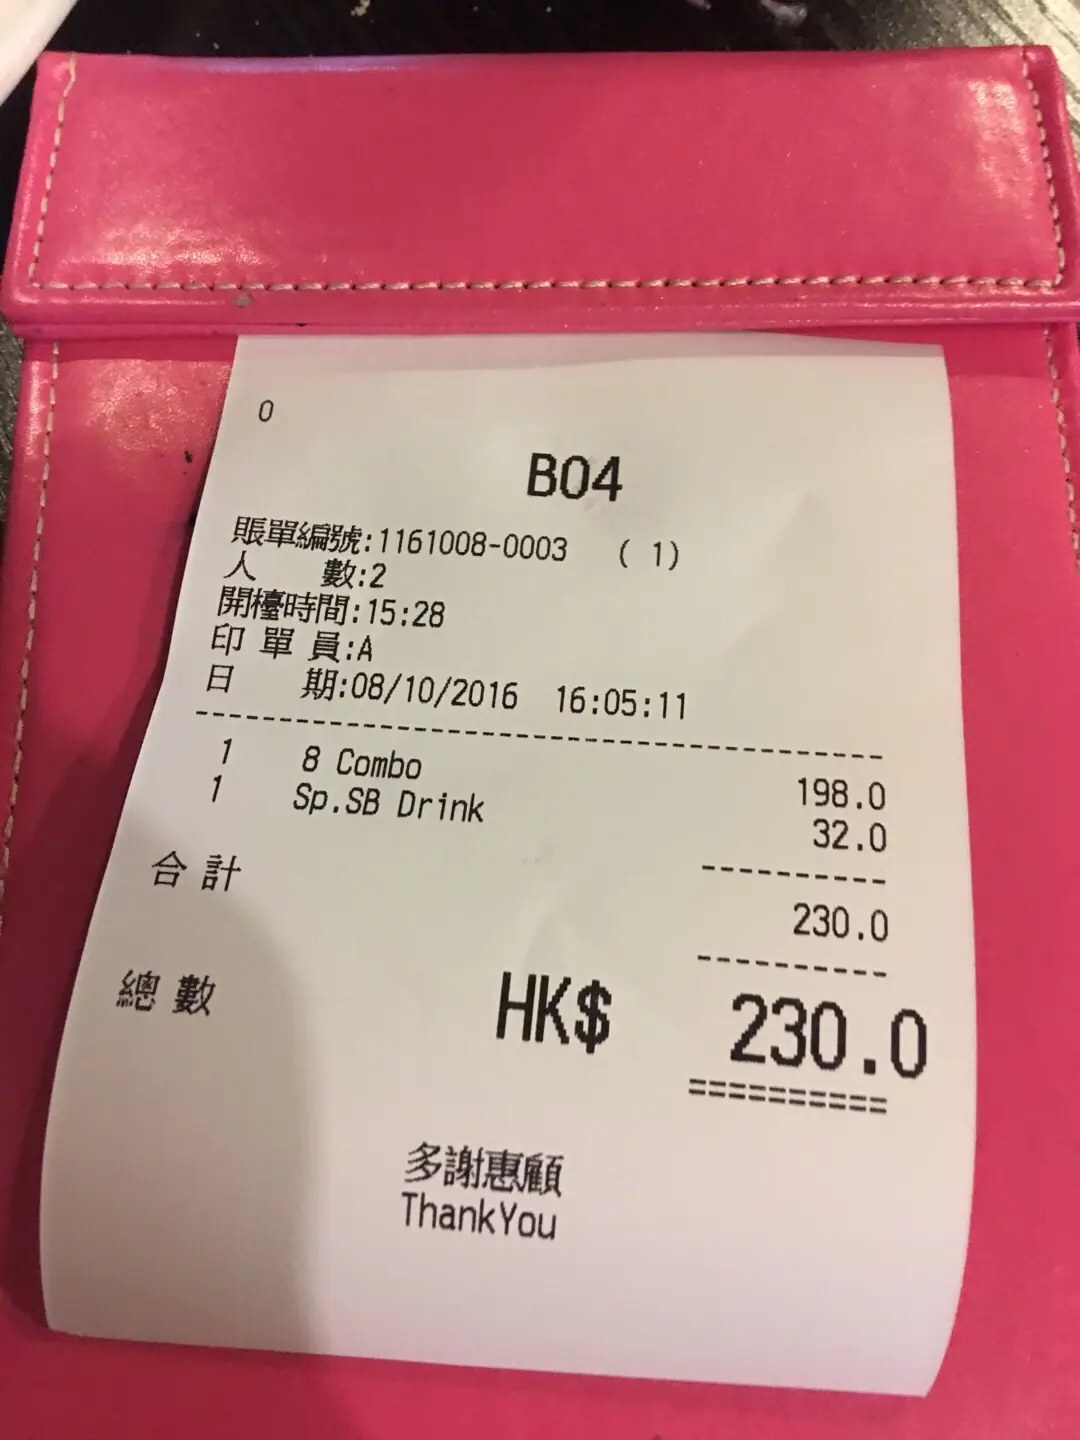 0
B04
賬單編號:1161008-0003 ( 1)
人 數:2
開檯時間:15:28
印 單 員:A
日 期:08/10/2016 16:05:11
1 8 Combo 198.0
1 Sp.SB Drink 32.0
合 計 230.0
總 數 HK$ 230.0
==========
多謝惠顧
ThankYou